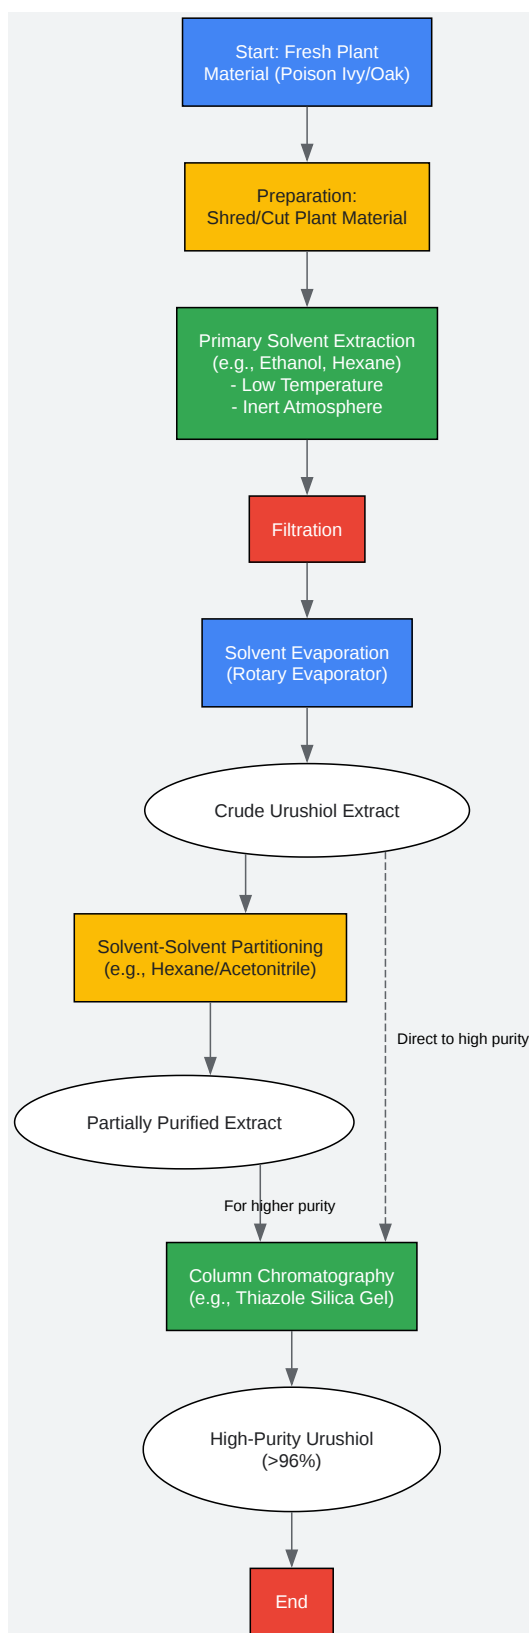 Start: Fresh Plant
Material (Poison Ivy/Oak)
Preparation:
Shred/Cut Plant Material
Primary Solvent Extraction
(e.g., Ethanol, Hexane)
- Low Temperature
- Inert Atmosphere
Filtration
Solvent Evaporation
(Rotary Evaporator)
Crude Urushiol Extract
Solvent-Solvent Partitioning
(e.g., Hexane/Acetonitrile)
Direct to high purity
Partially Purified Extract
For higher purity
Column Chromatography
(e.g., Thiazole Silica Gel)
High-Purity Urushiol
(>96%)
End